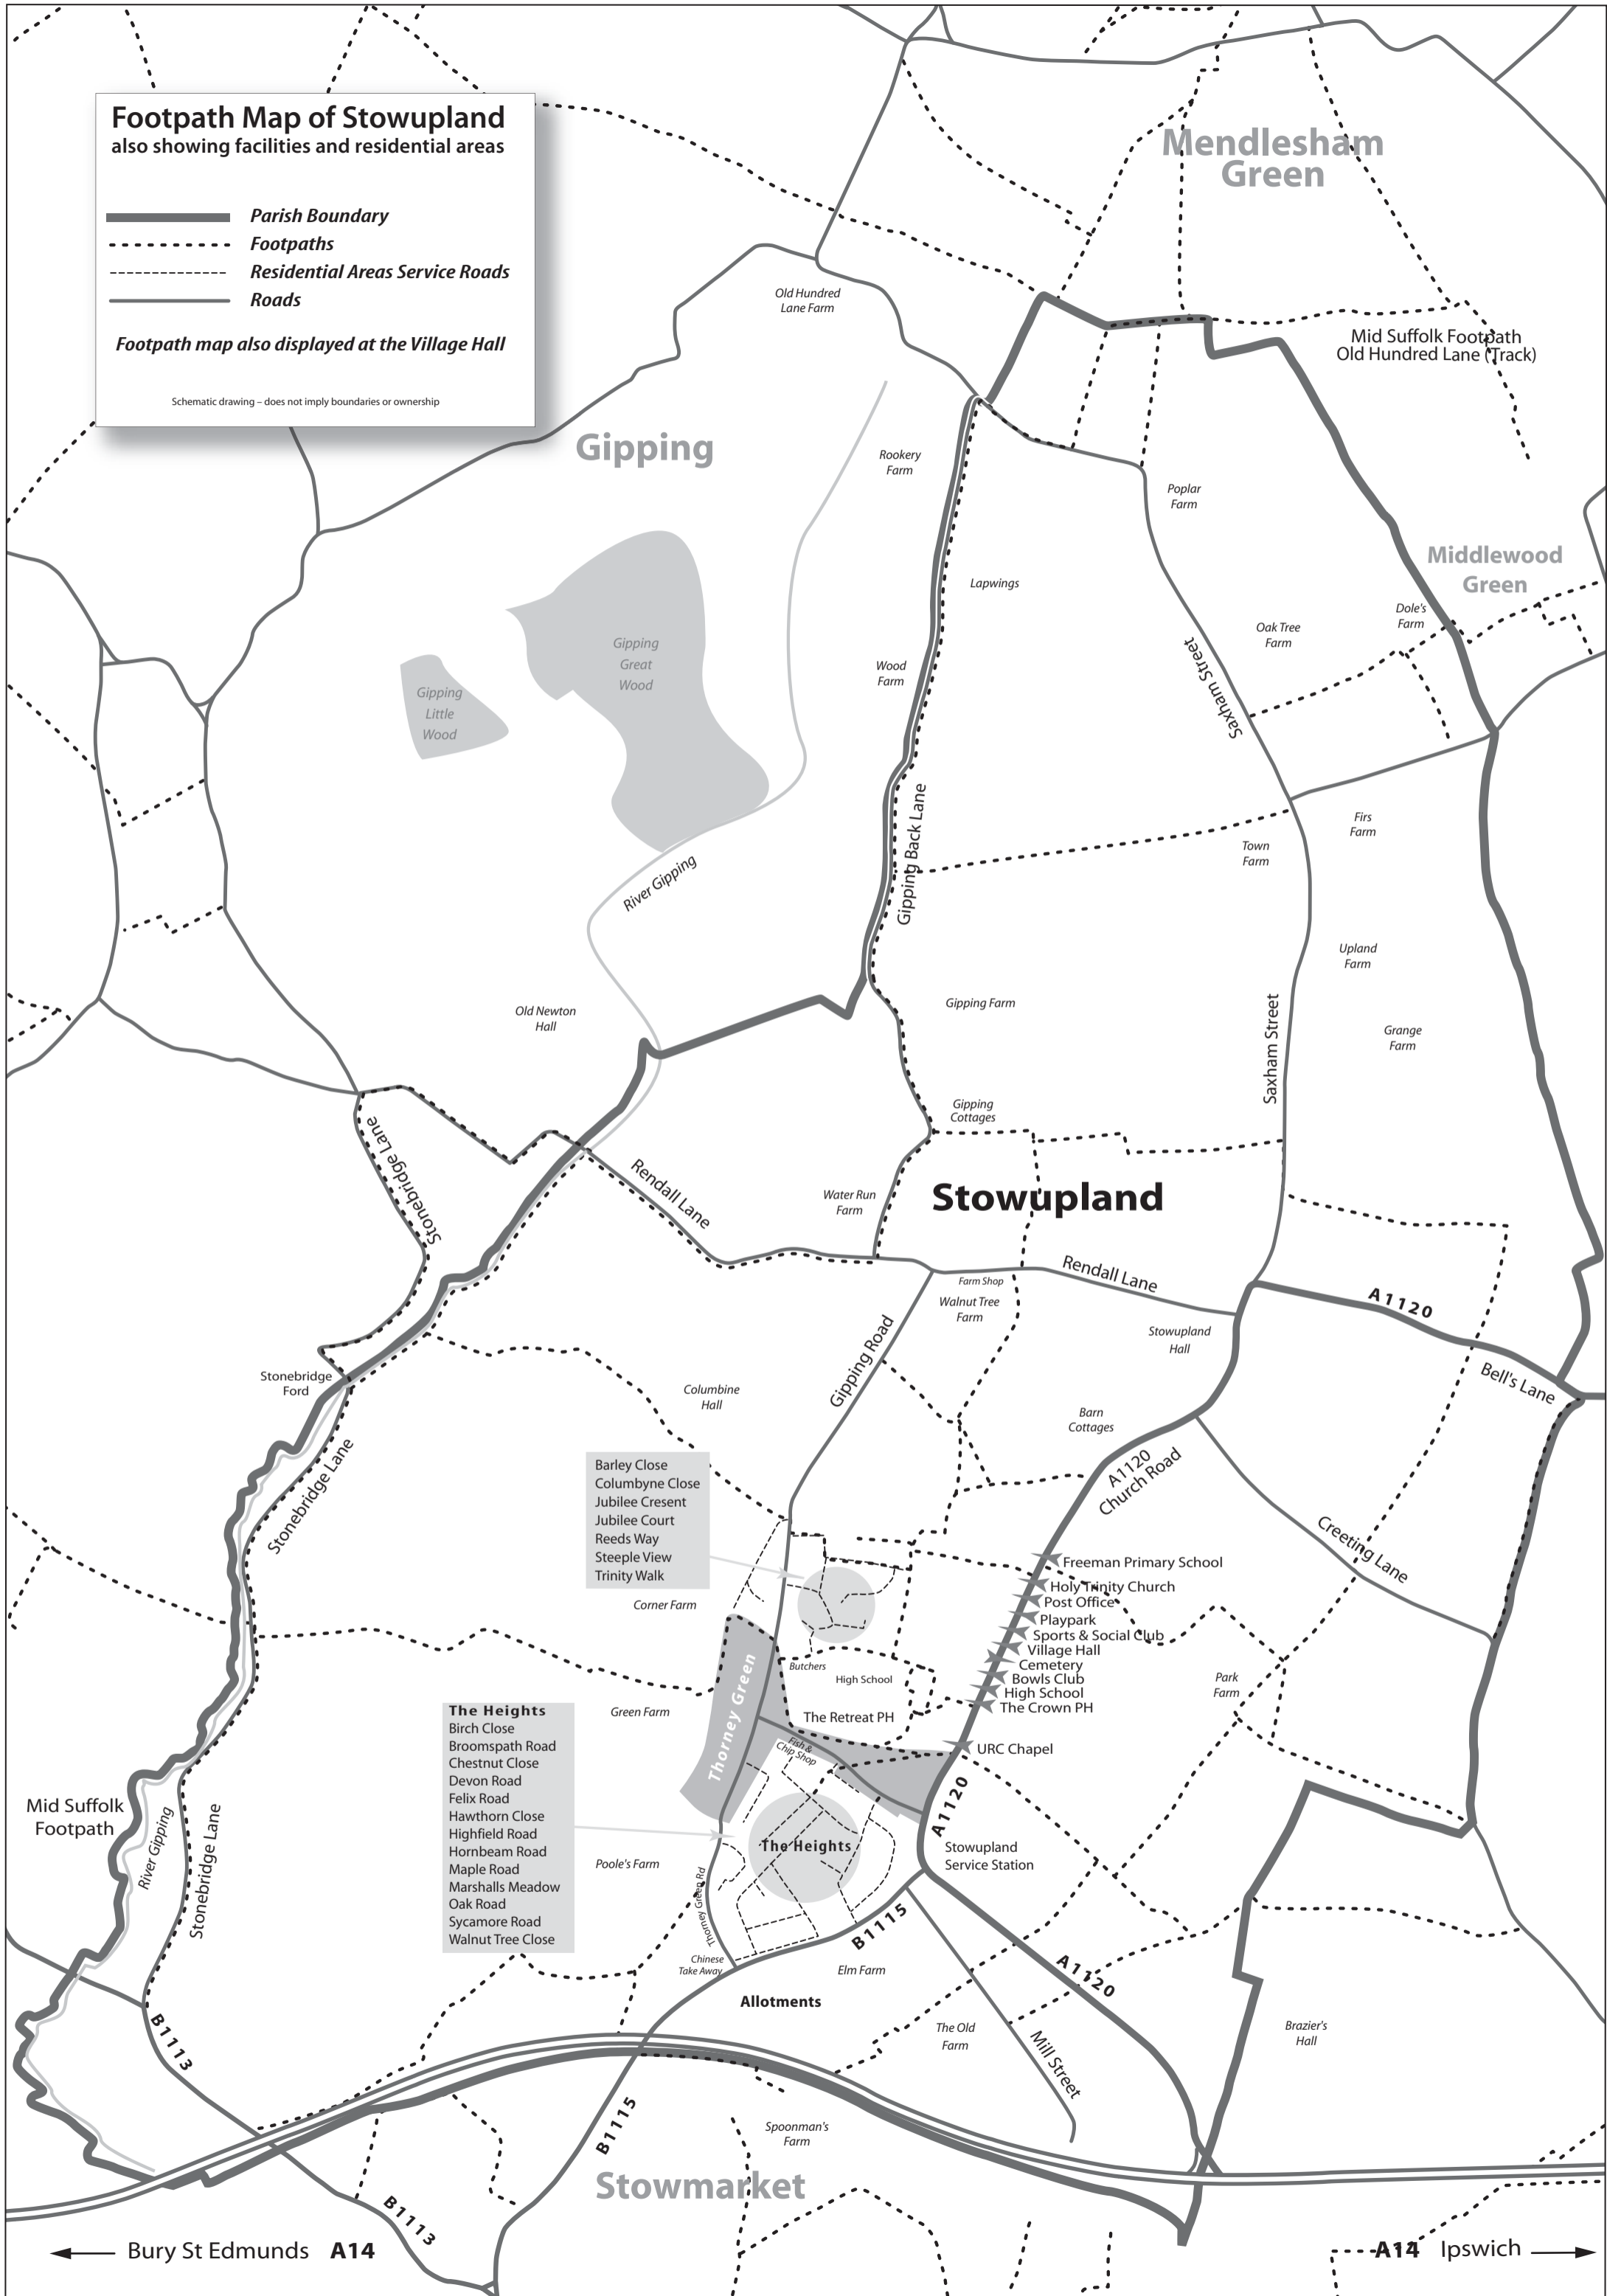 Footpath Map of Stowupland
also showing facilities and residential areas
Parish Boundary
Footpaths
Residential Areas Service Roads
Roads
Footpath map also displayed at the Village Hall
Schematic drawing – does not imply boundaries or ownership
Mendlesham
Green
Old Hundred
Lane Farm
Mid Suffolk Footpath
Old Hundred Lane (Track)
Gipping
Rookery
Farm
Poplar
Farm
Middlewood
Green
Lapwings
Dole's
Farm
Oak Tree
Farm
Saxham Street
Gipping
Great
Wood
Wood
Farm
Gipping
Little
Wood
Gipping Back Lane
Firs
Farm
Town
Farm
River Gipping
Upland
Farm
Old Newton
Hall
Gipping Farm
Saxham Street
Grange
Farm
Gipping
Cottages
Stonebridge Lane
Rendall Lane
Water Run
Farm
Stowupland
Rendall Lane
Farm Shop
Walnut Tree
Farm
A1120
Stowupland
Hall
Gipping Road
Bell's Lane
Stonebridge
Ford
Columbine
Hall
Barn
Cottages
A1120
Church Road
Stonebridge Lane
Barley Close
Columbyne Close
Jubilee Cresent
Jubilee Court
Reeds Way
Steeple View
Trinity Walk
Creeting Lane
Freeman Primary School
Holy Trinity Church
Post Office
Playpark
Sports & Social Club
Village Hall
Cemetery
Bowls Club
High School
The Crown PH
Corner Farm
Butchers
High School
Park
Farm
Thorney Green
Green Farm
The Retreat PH
Fish &
Chip Shop
URC Chapel
The Heights
Birch Close
Broomspath Road
Chestnut Close
Devon Road
Felix Road
Hawthorn Close
Highfield Road
Hornbeam Road
Maple Road
Marshalls Meadow
Oak Road
Sycamore Road
Walnut Tree Close
Mid Suffolk
Footpath
River Gipping
Stonebridge Lane
A1120
The Heights
Stowupland
Service Station
Poole's Farm
Thorney Green Rd
B1115
Chinese
Take Away
Elm Farm
A1120
Allotments
The Old
Farm
Mill Street
Brazier's
Hall
B1113
B1115
Spoonman's
Farm
Stowmarket
B1113
Bury St Edmunds A14
A14 Ipswich